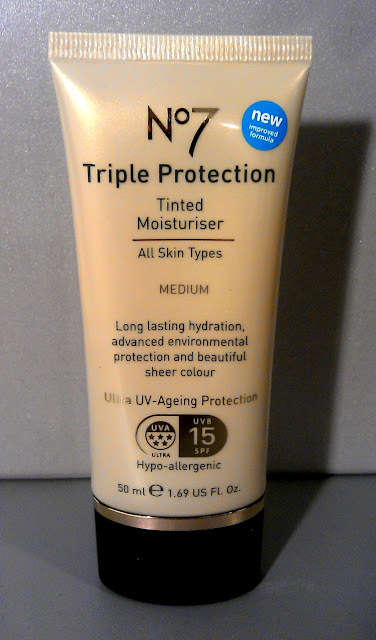 No7
new
improved
formula
Triple Protection
Tinted
Moisturiser
All Skin Types
MEDIUM
Long lasting hydration,
advanced environmental
protection and beautiful
sheer colour
Ultra UV-Ageing Protection
UVA
ULTRA
UVB
15
SPF
Hypo-allergenic
50 ml ℮ 1.69 US Fl. Oz.